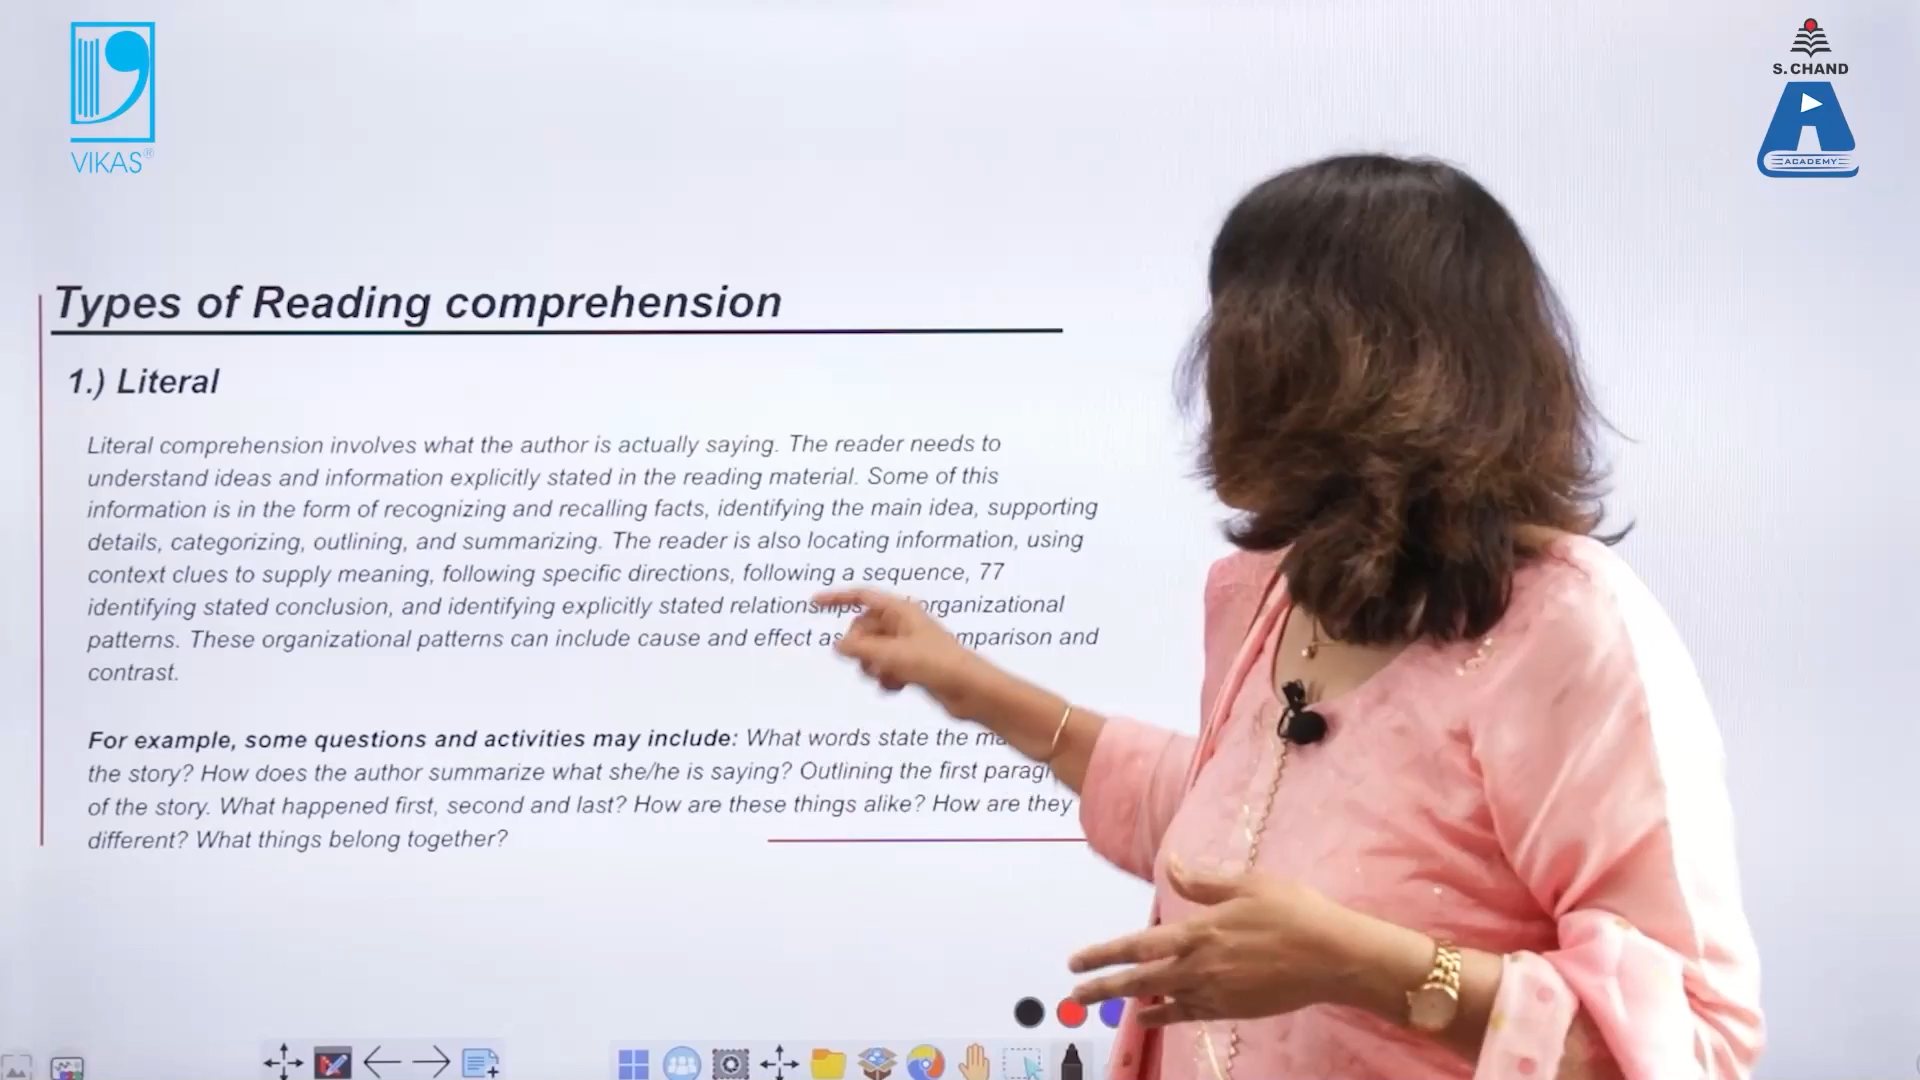 VIKAS®
S. CHAND
ACADEMY
Types of Reading comprehension
1.) Literal
Literal comprehension involves what the author is actually saying. The reader needs to
understand ideas and information explicitly stated in the reading material. Some of this
information is in the form of recognizing and recalling facts, identifying the main idea, supporting
details, categorizing, outlining, and summarizing. The reader is also locating information, using
context clues to supply meaning, following specific directions, following a sequence, 77
identifying stated conclusion, and identifying explicitly stated relationships organizational
patterns. These organizational patterns can include cause and effect as comparison and
contrast.
For example, some questions and activities may include: What words state the
the story? How does the author summarize what she/he is saying? Outlining the first
of the story. What happened first, second and last? How are these things alike? How are they
different? What things belong together?